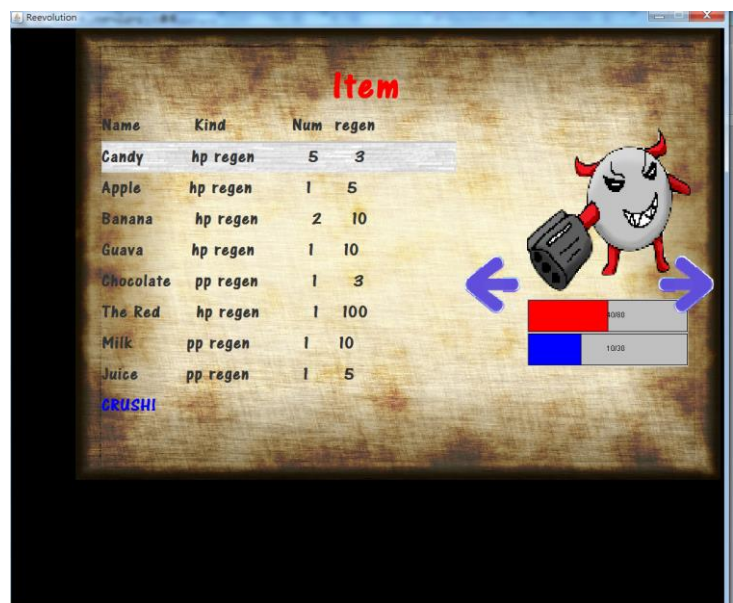 Reevolution
Item
Name Kind Num regen
Candy hp regen 5 3
Apple hp regen 1 5
Banana hp regen 2 10
Guava hp regen 1 10
Chocolate pp regen 1 3
The Red hp regen 1 100
Milk pp regen 1 10
Juice pp regen 1 5
CRUSH!
40/80
10/30